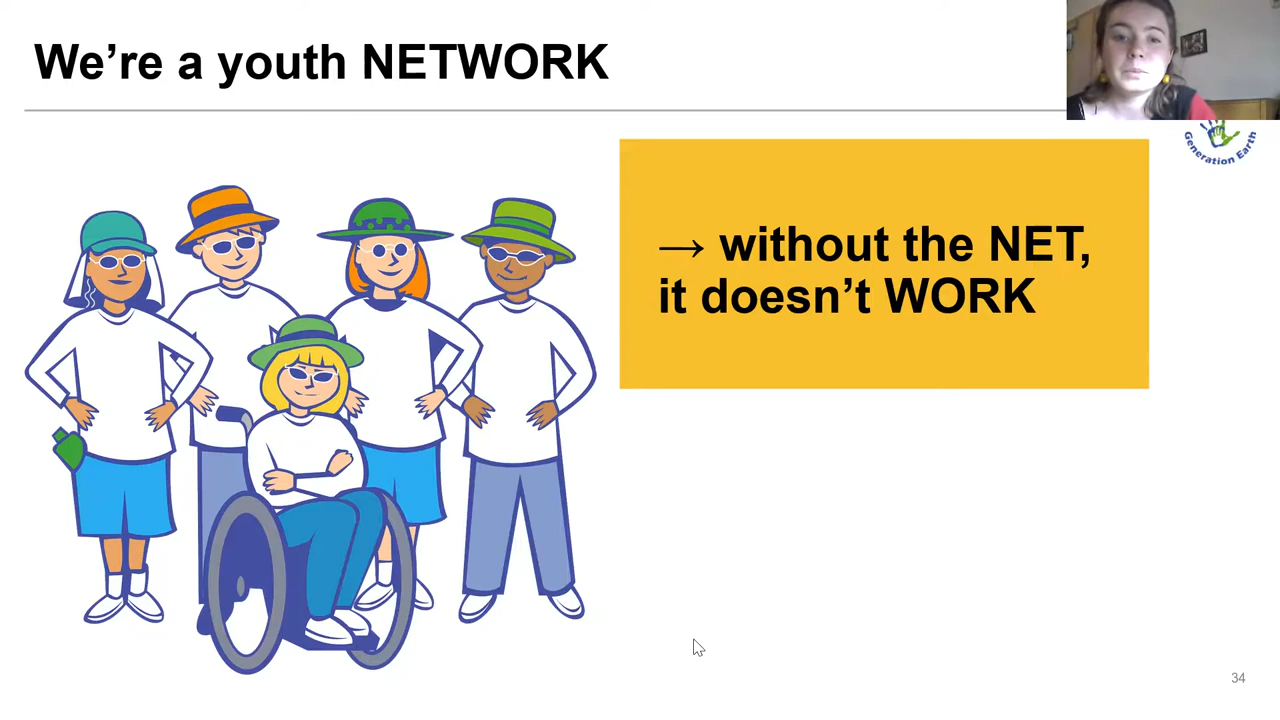 We’re a youth NETWORK
Generation Earth
→ without the NET,
it doesn’t WORK
34